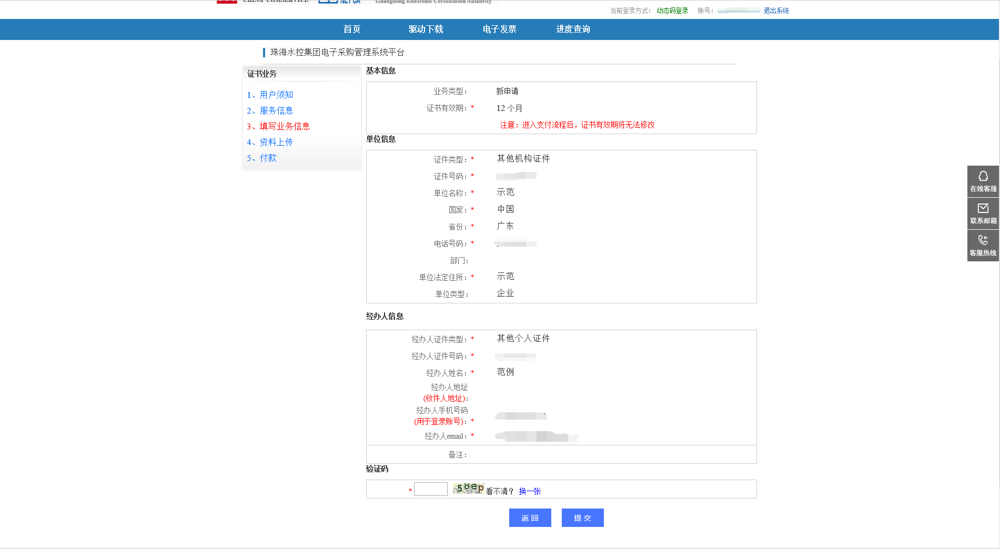 CHINA COMSERVICE NETCA Guangdong Electronic Certification Authority
当前登录方式： 动态码登录 账号： 退出系统
首页 驱动下载 电子发票 进度查询
珠海水控集团电子采购管理系统平台
证书业务
1、用户须知
2、服务信息
3、填写业务信息
4、资料上传
5、付款
基本信息
业务类型： 新申请
证书有效期：* 12 个月
注意：进入支付流程后，证书有效期将无法修改
单位信息
证件类型：* 其他机构证件
证件号码：*
单位名称：* 示范
国家：* 中国
省份：* 广东
电话号码：*
部门：
单位法定住所：* 示范
单位类型： 企业
经办人信息
经办人证件类型：* 其他个人证件
经办人证件号码：*
经办人姓名：* 范例
经办人地址
(收件人地址)：
经办人手机号码
(用于登录账号)：*
经办人email：*
备注：
验证码
* 58ep 看不清？ 换一张
返 回 提 交
在线客服
联系邮箱
客服热线